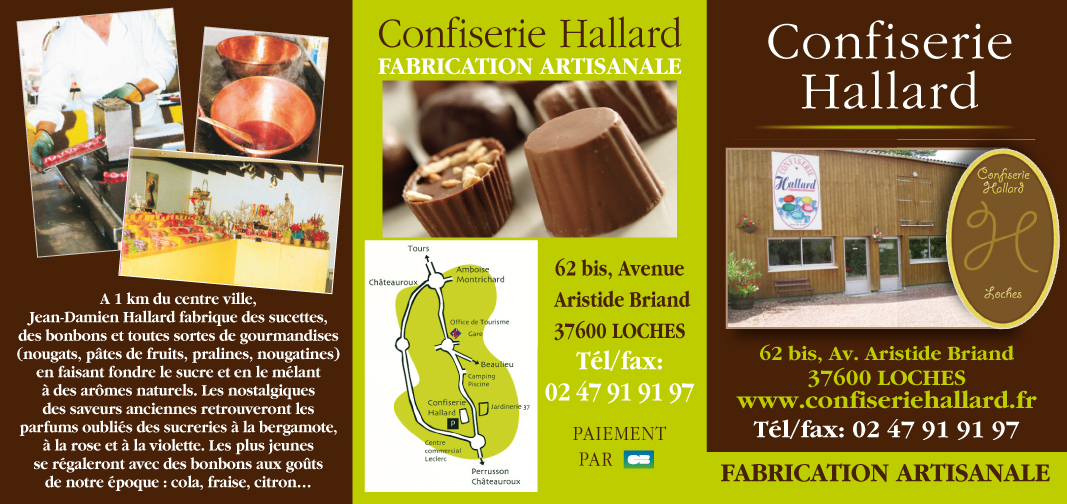 A 1 km du centre ville,
Jean-Damien Hallard fabrique des sucettes,
des bonbons et toutes sortes de gourmandises
(nougats, pâtes de fruits, pralines, nougatines)
en faisant fondre le sucre et en le mélant
à des arômes naturels. Les nostalgiques
des saveurs anciennes retrouveront les
parfums oubliés des sucreries à la bergamote,
à la rose et à la violette. Les plus jeunes
se régaleront avec des bonbons aux goûts
de notre époque : cola, fraise, citron...
Confiserie Hallard
FABRICATION ARTISANALE
Tours
Amboise
Montrichard
Châteauroux
Office de Tourisme
Gare
Beaulieu
Camping
Piscine
Confiserie
Hallard
P
Jardinerie 37
Centre
commercial
Leclerc
Perrusson
Châteauroux
62 bis, Avenue
Aristide Briand
37600 LOCHES
Tél/fax:
02 47 91 91 97
PAIEMENT
PAR CB
Confiserie
Hallard
CONFISERIE
Hallard
Confiserie
Hallard
H
Loches
62 bis, Av. Aristide Briand
37600 LOCHES
www.confiseriehallard.fr
Tél/fax: 02 47 91 91 97
FABRICATION ARTISANALE